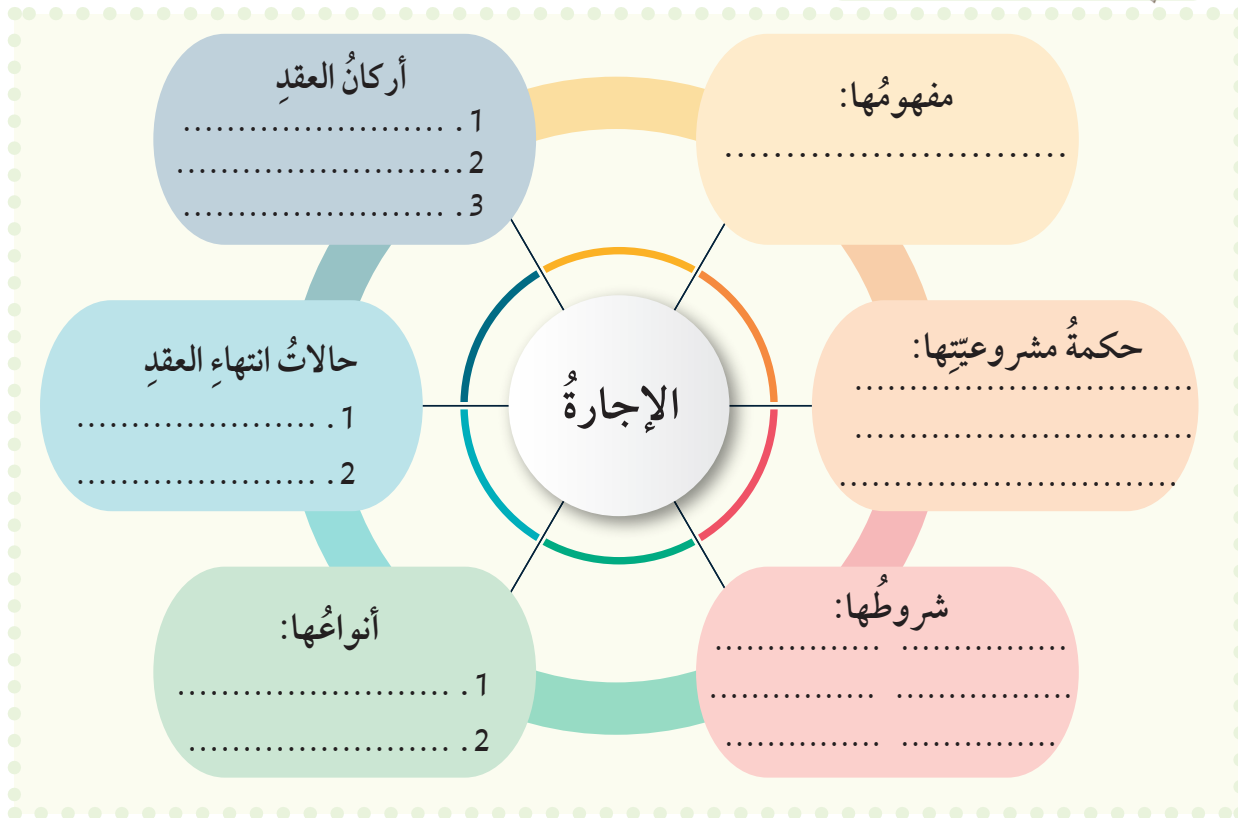 مفهومُها:
...........................
أركانُ العقدِ
1. ........................
2. ........................
3. ........................
حكمةُ مشروعيّتِها:
...............................
...............................
...............................
الإجارةُ
حالاتُ انتهاءِ العقدِ
1. ......................
2. ......................
شروطُها:
................ ................
................ ................
............... ...............
أنواعُها:
1. .........................
2. ........................